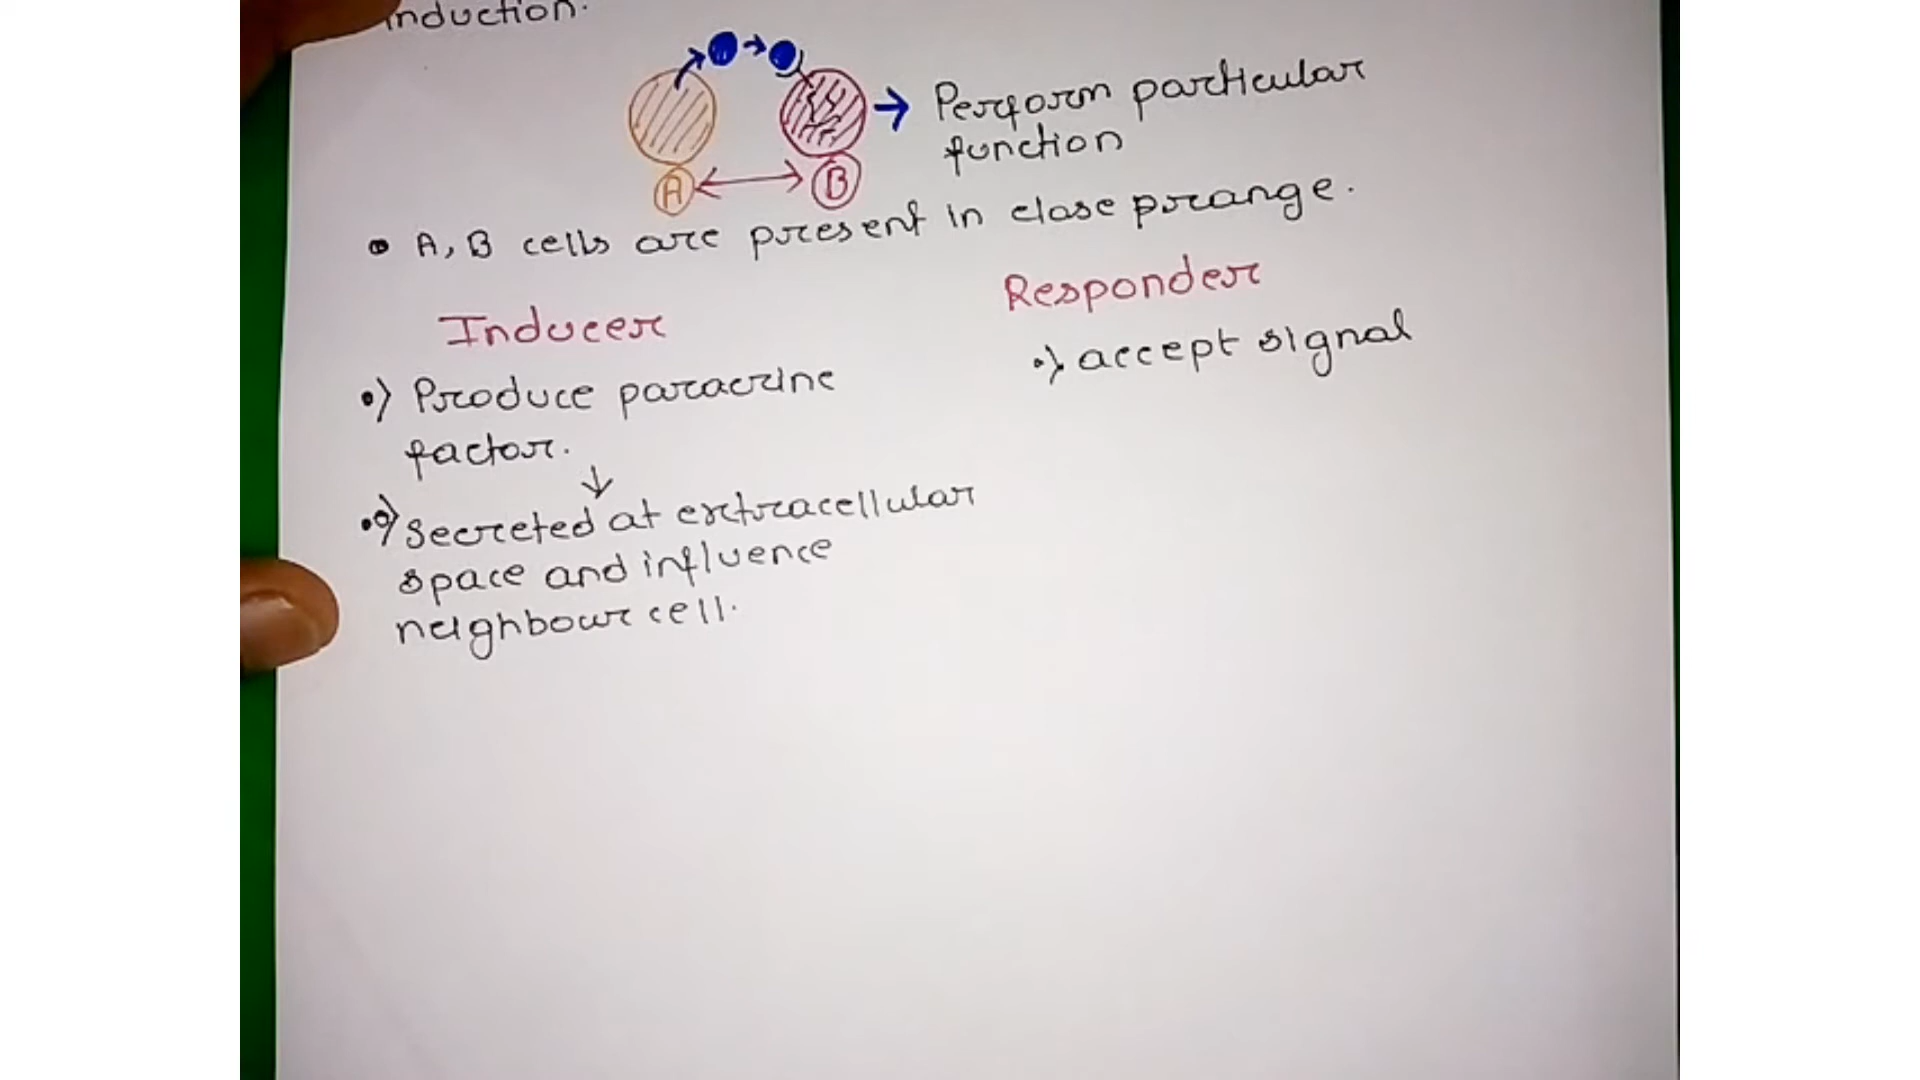 induction.
Perform particular
function
A B
• A, B cells are present in close prange.
Inducer
Responder
•) Produce paracrine
factor.
•) accept signal
•) Secreted at extracellular
space and influence
neighbour cell.